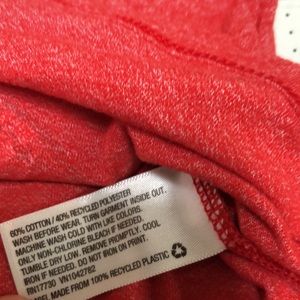 60% COTTON / 40% RECYCLED POLYESTER
WASH BEFORE WEAR. TURN GARMENT INSIDE OUT.
MACHINE WASH COLD WITH LIKE COLORS.
ONLY NON-CHLORINE BLEACH IF NEEDED.
TUMBLE DRY LOW. REMOVE PROMPTLY. COOL
IRON IF NEEDED. DO NOT IRON ON PRINT.
RN17730 VN1042782
MADE FROM 100% RECYCLED PLASTIC